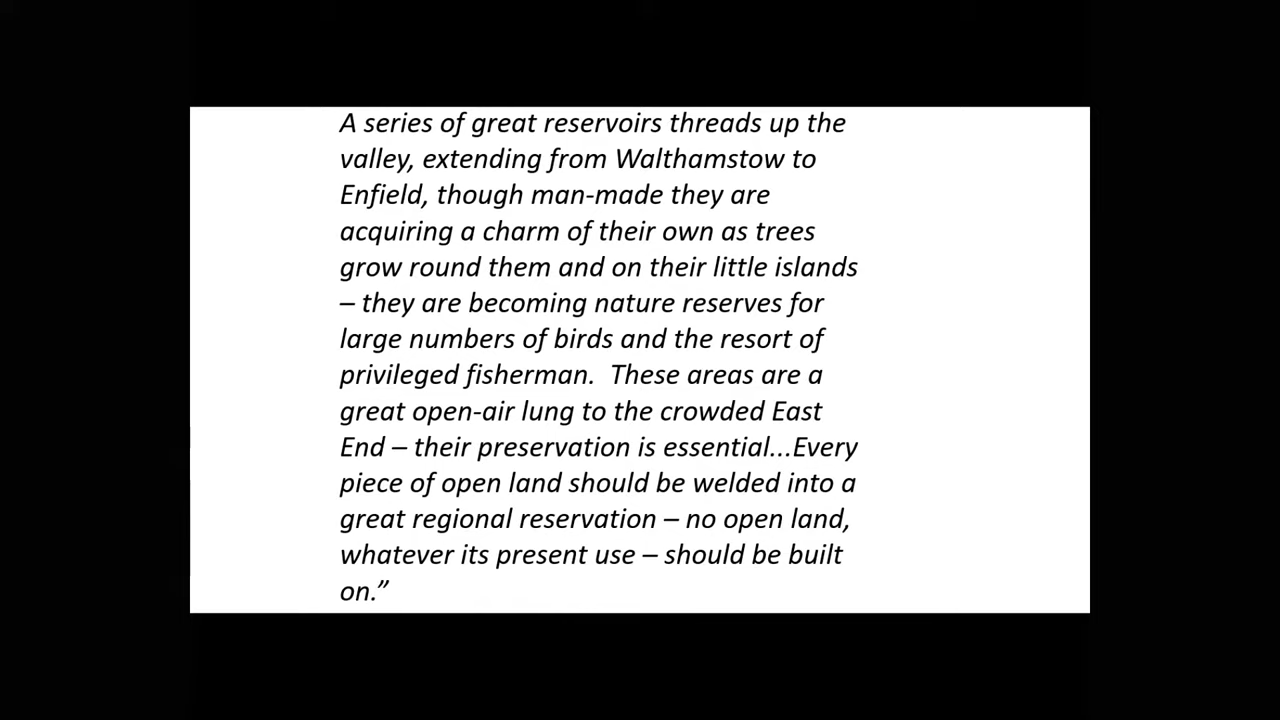 A series of great reservoirs threads up the
valley, extending from Walthamstow to
Enfield, though man-made they are
acquiring a charm of their own as trees
grow round them and on their little islands
– they are becoming nature reserves for
large numbers of birds and the resort of
privileged fisherman.  These areas are a
great open-air lung to the crowded East
End – their preservation is essential...Every
piece of open land should be welded into a
great regional reservation – no open land,
whatever its present use – should be built
on.”